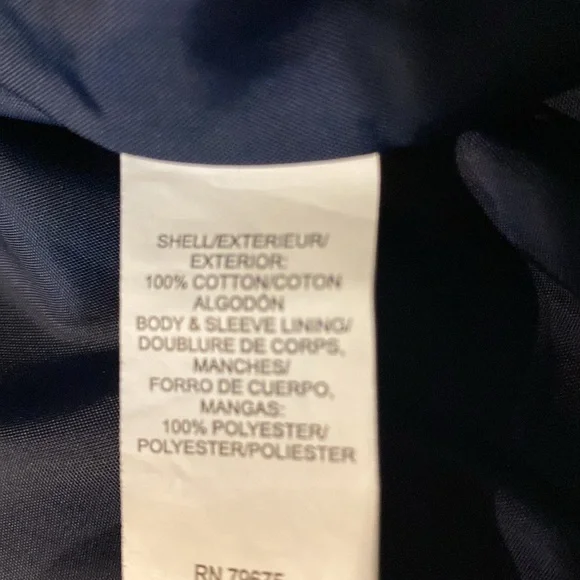 SHELL/EXTERIEUR/
EXTERIOR:
100% COTTON/COTON
ALGODÓN
BODY & SLEEVE LINING/
DOUBLURE DE CORPS,
MANCHES/
FORRO DE CUERPO,
MANGAS:
100% POLYESTER/
POLYESTER/POLIESTER
RN